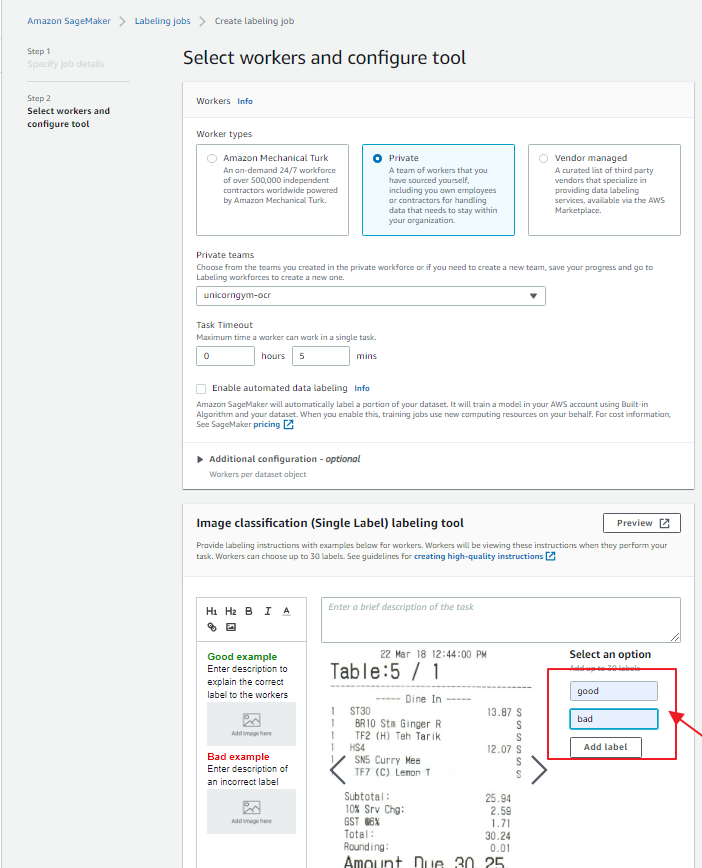 Amazon SageMaker > Labeling jobs > Create labeling job
Step 1
Specify job details
Step 2
Select workers and
configure tool
Select workers and configure tool
Workers Info
Worker types
Amazon Mechanical Turk
An on-demand 24/7 workforce
of over 500,000 independent
contractors worldwide powered
by Amazon Mechanical Turk.
Private
A team of workers that you
have sourced yourself,
including you own employees
or contractors for handling
data that needs to stay within
your organization.
Vendor managed
A curated list of third party
vendors that specialize in
providing data labeling
services, available via the AWS
Marketplace.
Private teams
Choose from the teams you created in the private workforce or if you need to create a new team, save your progress and go to
Labeling workforces to create a new one.
unicorngym-ocr
Task Timeout
Maximum time a worker can work in a single task.
0 hours 5 mins
Enable automated data labeling Info
Amazon SageMaker will automatically label a portion of your dataset. It will train a model in your AWS account using Built-in
Algorithm and your dataset. When you enable this, training jobs use new computing resources on your behalf. For cost information,
See SageMaker pricing
Additional configuration - optional
Workers per dataset object
Image classification (Single Label) labeling tool
Preview
Provide labeling instructions with examples below for workers. Workers will be viewing these instructions when they perform your
task. Workers can choose up to 30 labels. See guidelines for creating high-quality instructions
H1 H2 B I A
Good example
Enter description to
explain the correct
label to the workers
Add image here
Bad example
Enter description of
an incorrect label
Add image here
Enter a brief description of the task
22 Mar 18 12:44:00 PM
Table:5 / 1
----- Dine In -----
1 ST30 13.87 S
1 BR10 Stm Ginger R S
1 TF2 (H) Teh Tarik S
1 HS4 12.07 S
1 SN5 Curry Mee S
TF7 (C) Lemon T S
Subtotal: 25.94
10% Srv Chg: 2.59
GST @6% 1.71
Total: 30.24
Rounding: 0.01
Amount Due 30.25
Select an option
Add up to 30 labels
good
bad
Add label